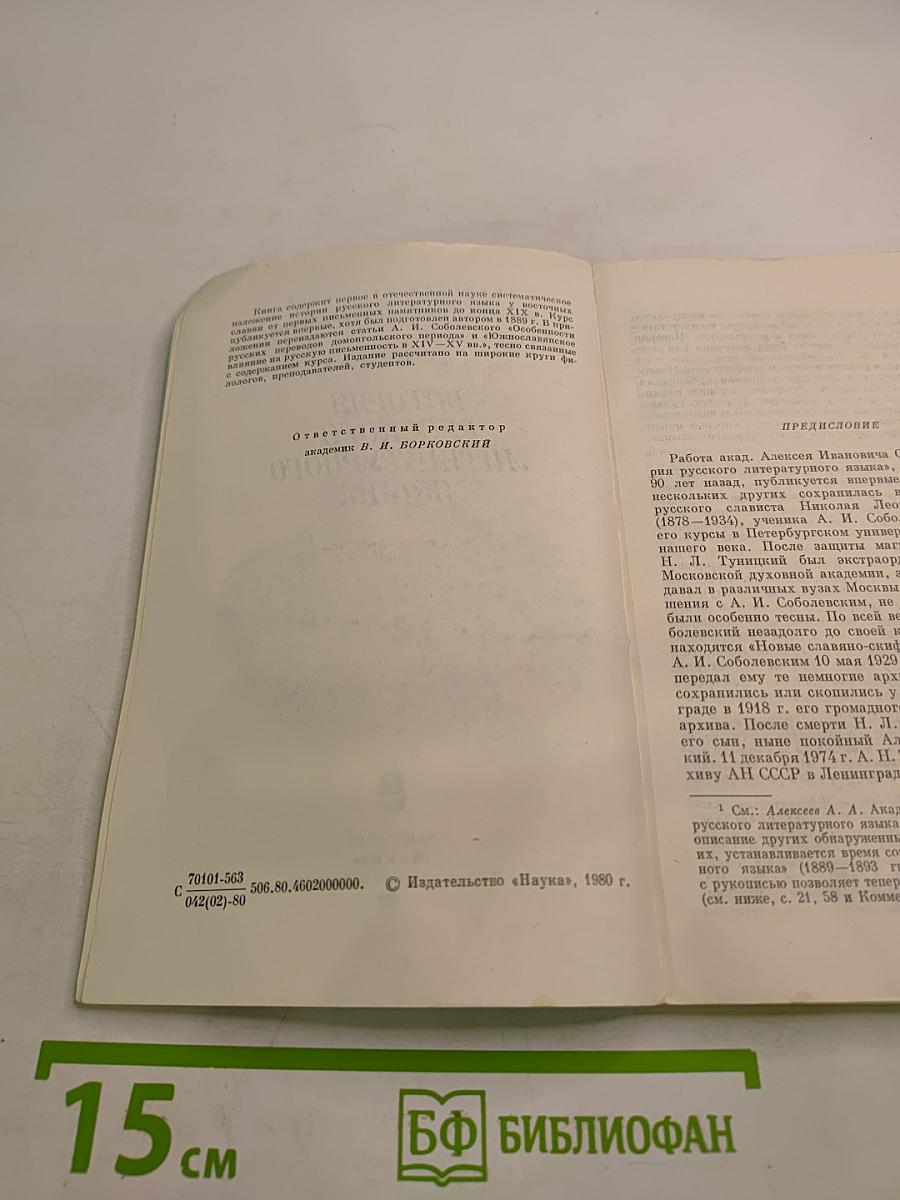 Книга содержит первое в отечественной науке систематическое
изложение истории русского литературного языка у восточных
славян от первых письменных памятников до конца XIX в. Курс
публикуется впервые, хотя был подготовлен автором в 1889 г. В при-
ложении переиздаются статьи А. И. Соболевского «Особенности
русских переводов домонгольского периода» и «Южнославянское
влияние на русскую письменность в XIV—XV вв.», тесно связанные
с содержанием курса. Издание рассчитано на широкие круги фи-
лологов, преподавателей, студентов.
Ответственный редактор
академик В. И. БОРКОВСКИЙ
С 70101-563
042(02)-80 506.80.4602000000. © Издательство «Наука», 1980 г.
ПРЕДИСЛОВИЕ
Работа акад. Алексея Ивановича С
рия русского литературного языка»,
90 лет назад, публикуется впервые
нескольких других сохранилась в
русского слависта Николая Лео
(1878—1934), ученика А. И. Собо
его курсы в Петербургском универ
нашего века. После защиты маг
Н. Л. Туницкий был экстраорд
Московской духовной академии, з
давал в различных вузах Москвы
шения с А. И. Соболевским, не
были особенно тесны. По всей ве
болевский незадолго до своей к
находятся «Новые славяно-скиф
А. И. Соболевским 10 мая 1929
передал ему те немногие архи
сохранились или скопились у
граде в 1918 г. его громадног
архива. После смерти Н. Л.
его сын, ныне покойный Ал
кий. 11 декабря 1974 г. А. Н. Т
хиву АН СССР в Ленинград
1 См.: Алексеев А. А. Акад
русского литературного языка
описание других обнаруженны
их, устанавливается время со
ного языка» (1889—1893 гг
с рукописью позволяет тепер
(см. ниже, с. 21, 58 и Комме
15 см
БФ БИБЛИОФАН